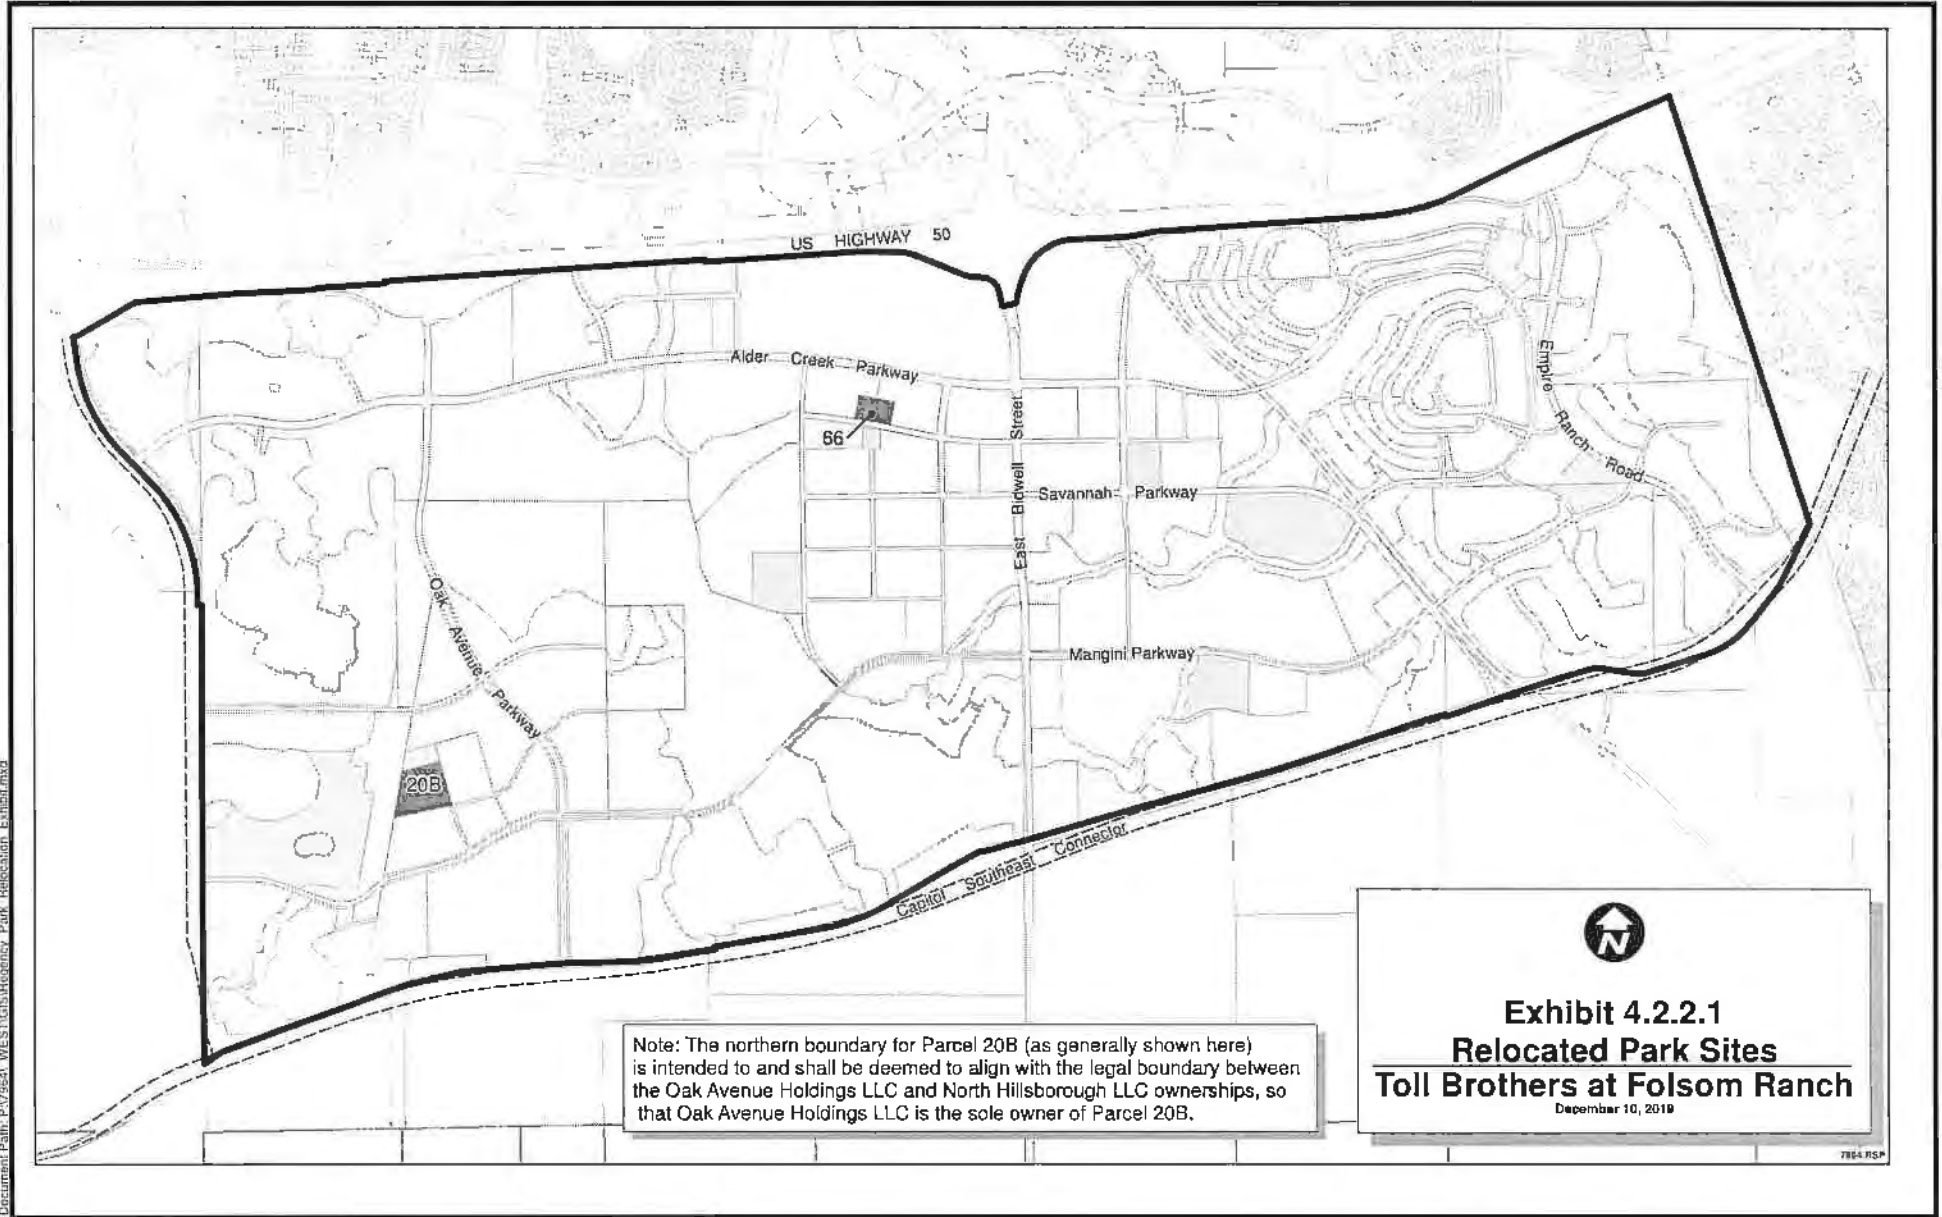 US HIGHWAY 50
Alder Creek Parkway
66
East Bidwell Street
Savannah Parkway
Empire Ranch Road
Oak Avenue Parkway
Mangini Parkway
20B
Capitol Southeast Connector
Note: The northern boundary for Parcel 20B (as generally shown here)
is intended to and shall be deemed to align with the legal boundary between
the Oak Avenue Holdings LLC and North Hillsborough LLC ownerships, so
that Oak Avenue Holdings LLC is the sole owner of Parcel 20B.
N
Exhibit 4.2.2.1
Relocated Park Sites
Toll Brothers at Folsom Ranch
December 10, 2019